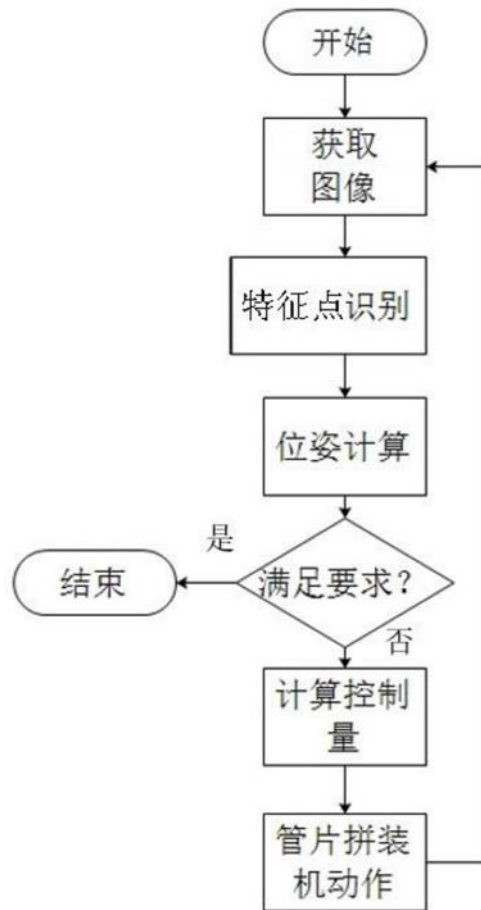 开始
获取
图像
特征点识别
位姿计算
是
结束
满足要求？
否
计算控制
量
管片拼装
机动作